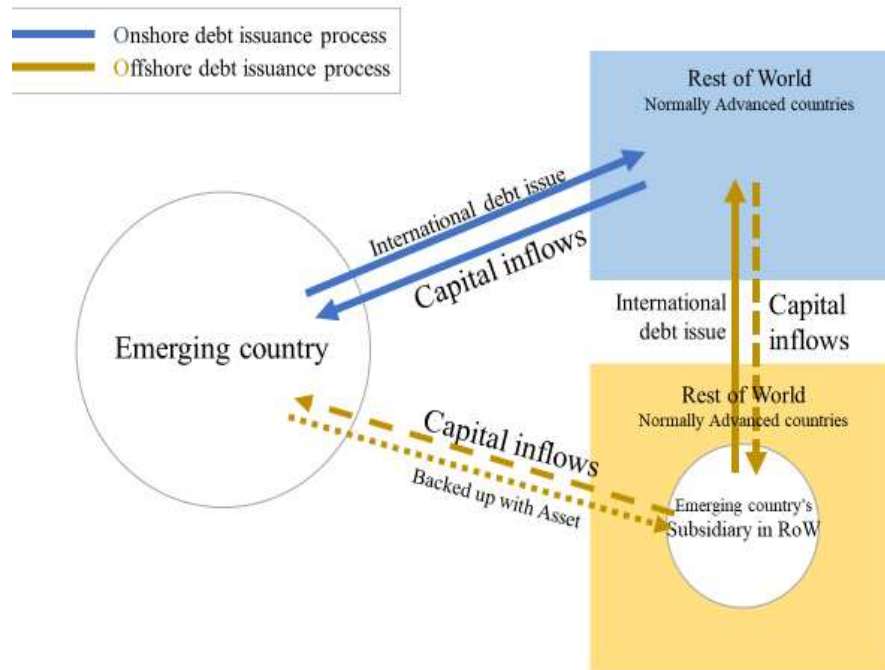 Onshore debt issuance process
Offshore debt issuance process
Rest of World
Normally Advanced countries
International debt issue
Capital inflows
Emerging country
International
debt issue
Capital
inflows
Rest of World
Normally Advanced countries
Capital inflows
Backed up with Asset
Emerging country's
Subsidiary in RoW